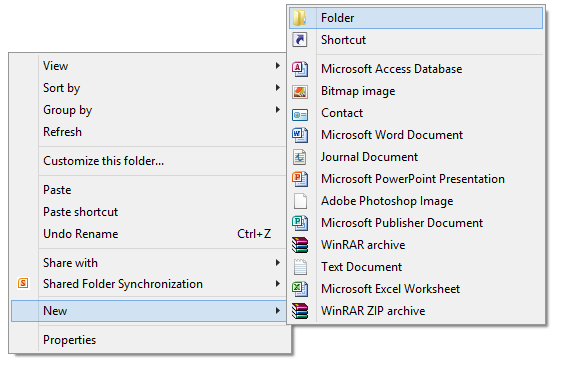 View
Sort by
Group by
Refresh
Customize this folder...
Paste
Paste shortcut
Undo Rename Ctrl+Z
Share with
S Shared Folder Synchronization
New
Properties
Folder
Shortcut
Microsoft Access Database
Bitmap image
Contact
Microsoft Word Document
Journal Document
Microsoft PowerPoint Presentation
Adobe Photoshop Image
Microsoft Publisher Document
WinRAR archive
Text Document
Microsoft Excel Worksheet
WinRAR ZIP archive